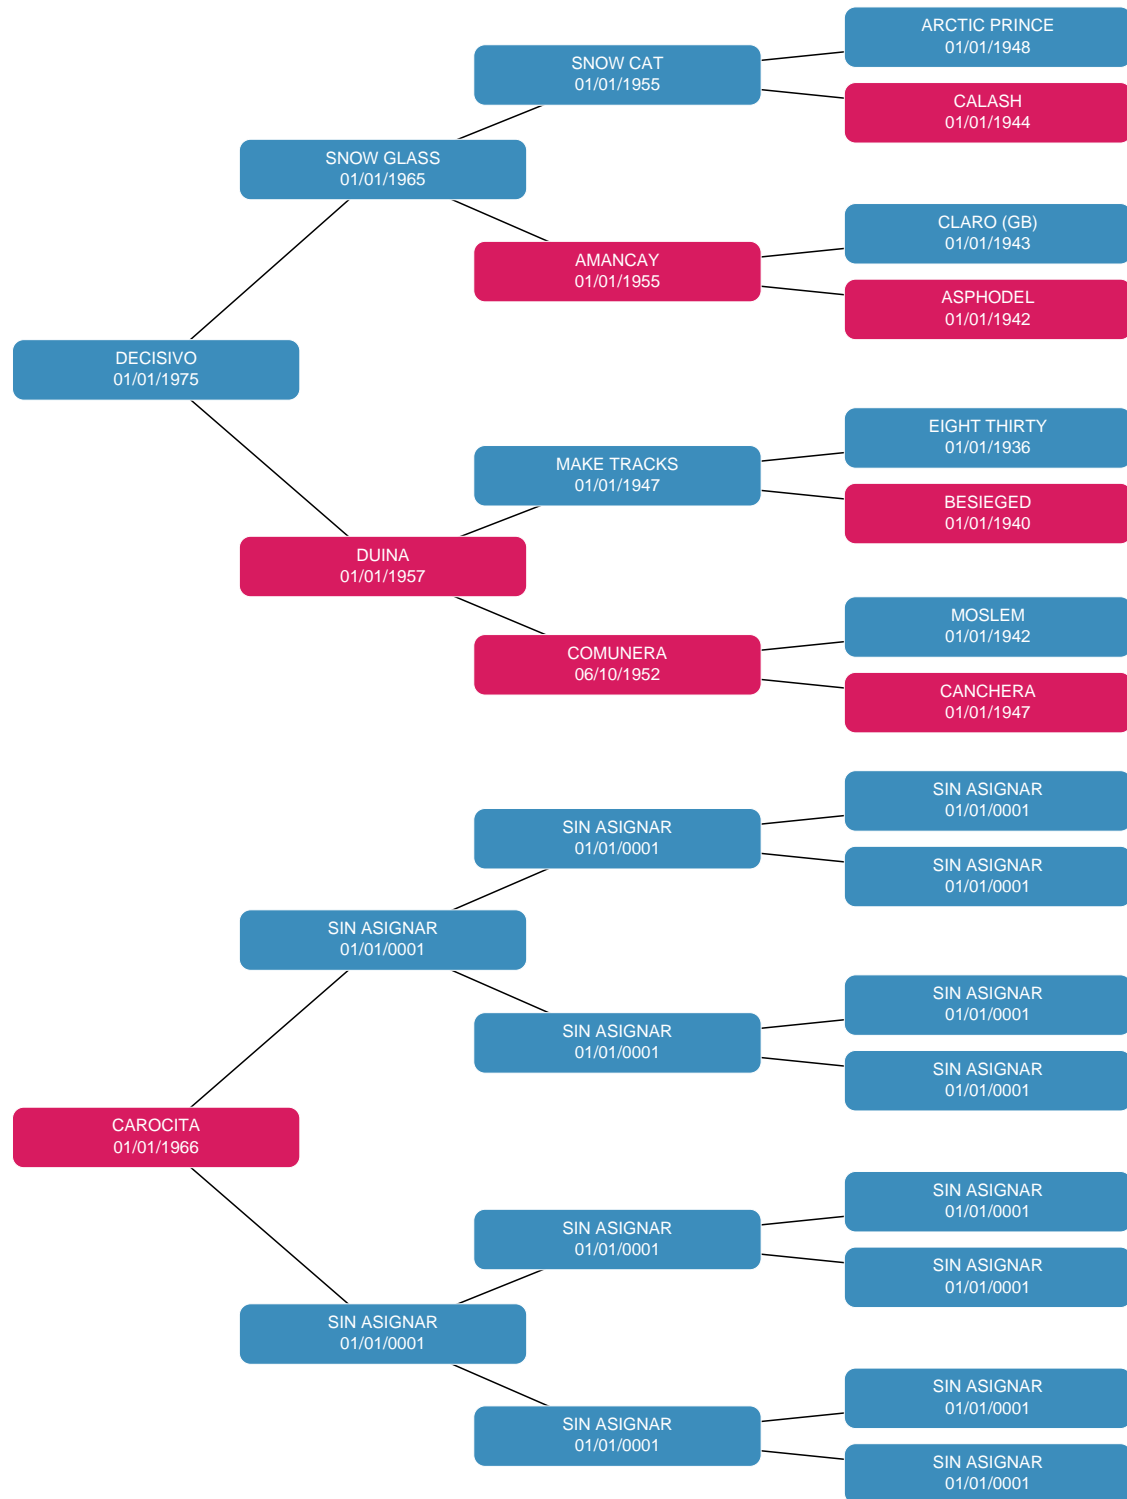 ARCTIC PRINCE
01/01/1948
SNOW CAT
01/01/1955
CALASH
01/01/1944
SNOW GLASS
01/01/1965
CLARO (GB)
01/01/1943
AMANCAY
01/01/1955
ASPHODEL
01/01/1942
DECISIVO
01/01/1975
EIGHT THIRTY
01/01/1936
MAKE TRACKS
01/01/1947
BESIEGED
01/01/1940
DUINA
01/01/1957
MOSLEM
01/01/1942
COMUNERA
06/10/1952
CANCHERA
01/01/1947
SIN ASIGNAR
01/01/0001
SIN ASIGNAR
01/01/0001
SIN ASIGNAR
01/01/0001
SIN ASIGNAR
01/01/0001
SIN ASIGNAR
01/01/0001
SIN ASIGNAR
01/01/0001
SIN ASIGNAR
01/01/0001
CAROCITA
01/01/1966
SIN ASIGNAR
01/01/0001
SIN ASIGNAR
01/01/0001
SIN ASIGNAR
01/01/0001
SIN ASIGNAR
01/01/0001
SIN ASIGNAR
01/01/0001
SIN ASIGNAR
01/01/0001
SIN ASIGNAR
01/01/0001